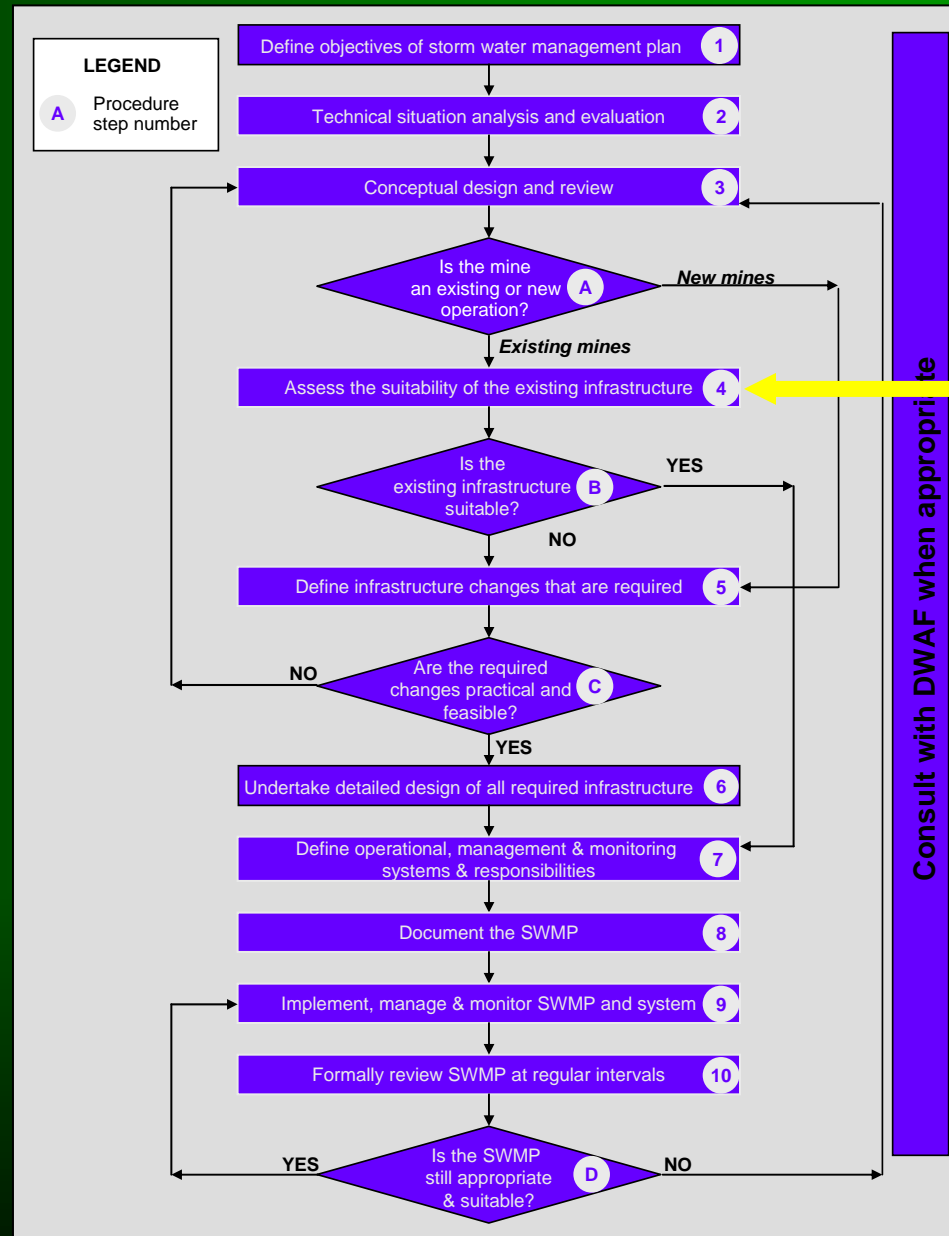 LEGEND
A
Procedure
step number
Define objectives of storm water management plan 1
Technical situation analysis and evaluation 2
Conceptual design and review 3
Is the mine
an existing or new
operation?
A
New mines
Existing mines
Assess the suitability of the existing infrastructure 4
Is the
existing infrastructure
suitable?
B
YES
NO
Define infrastructure changes that are required 5
Are the required
changes practical and
feasible?
C
NO
YES
Undertake detailed design of all required infrastructure 6
Define operational, management & monitoring
systems & responsibilities
7
Document the SWMP 8
Implement, manage & monitor SWMP and system 9
Formally review SWMP at regular intervals 10
Is the SWMP
still appropriate
& suitable?
D
YES
NO
Consult with DWAF when appropriate